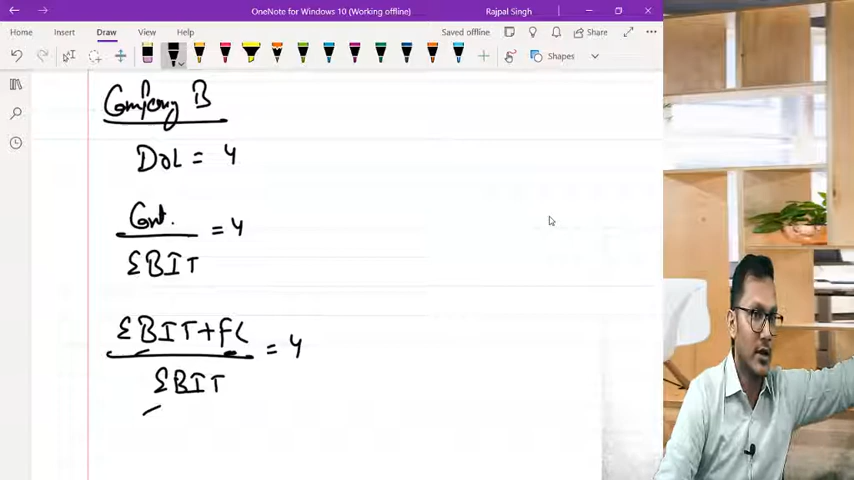 OneNote for Windows 10 (Working offline)
Rajpal Singh
Home Insert Draw View Help
Saved offline Share
Shapes
Company B
DOL = 4
Cont. = 4
EBIT
EBIT+FC = 4
EBIT